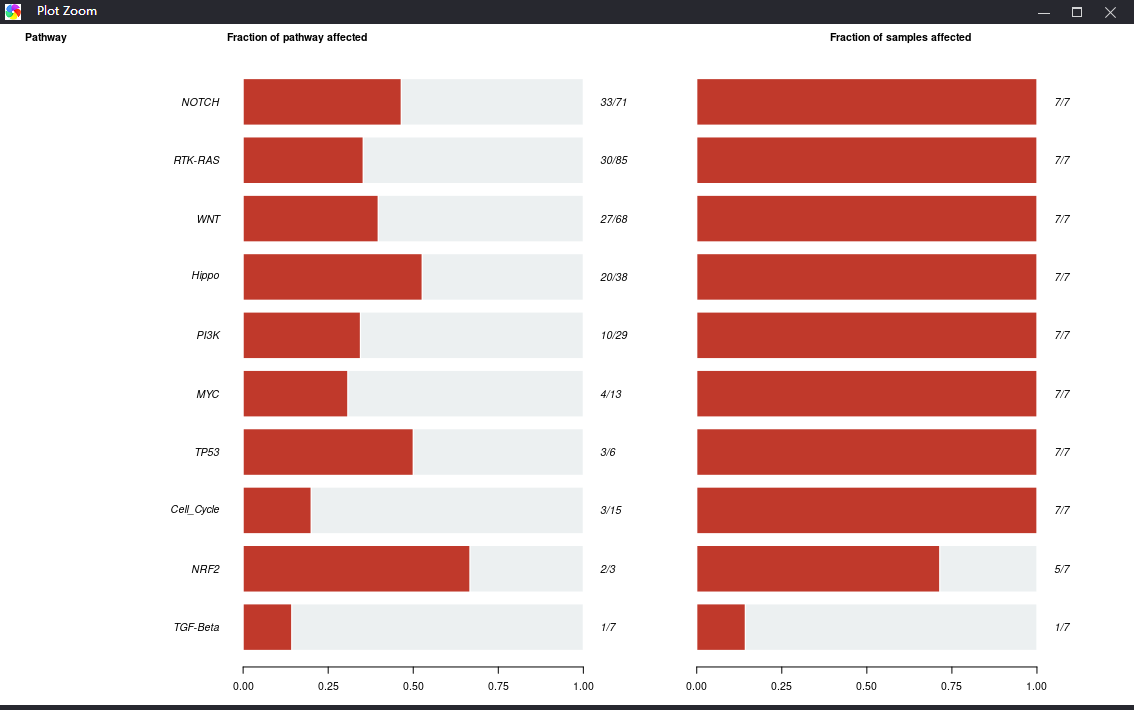 Plot Zoom
Pathway Fraction of pathway affected Fraction of samples affected
NOTCH 33/71 7/7
RTK-RAS 30/85 7/7
WNT 27/68 7/7
Hippo 20/38 7/7
PI3K 10/29 7/7
MYC 4/13 7/7
TP53 3/6 7/7
Cell_Cycle 3/15 7/7
NRF2 2/3 5/7
TGF-Beta 1/7 1/7
0.00 0.25 0.50 0.75 1.00 0.00 0.25 0.50 0.75 1.00